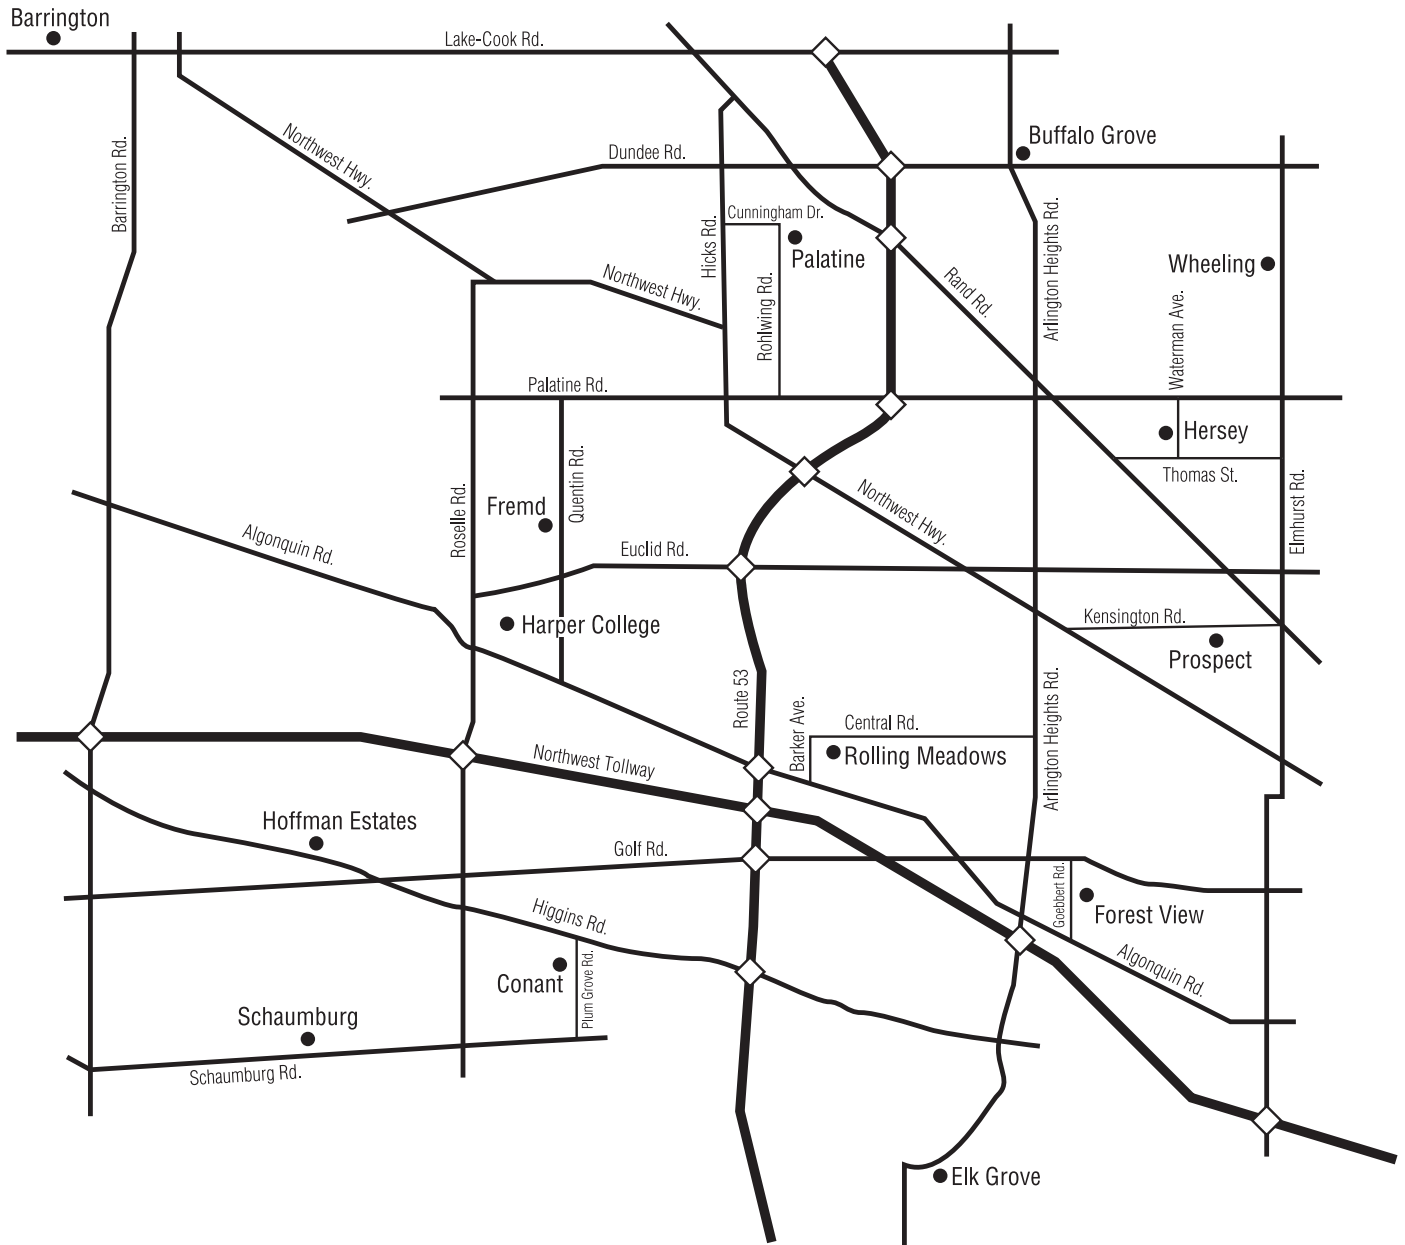 Barrington
Lake-Cook Rd.
Barrington Rd.
Northwest Hwy.
Dundee Rd.
Buffalo Grove
Cunningham Dr.
Hicks Rd.
Palatine
Arlington Heights Rd.
Wheeling
Northwest Hwy.
Rohlwing Rd.
Rand Rd.
Waterman Ave.
Palatine Rd.
Hersey
Thomas St.
Quentin Rd.
Roselle Rd.
Fremd
Northwest Hwy.
Elmhurst Rd.
Algonquin Rd.
Euclid Rd.
Harper College
Kensington Rd.
Prospect
Route 53
Barker Ave.
Central Rd.
Arlington Heights Rd.
Rolling Meadows
Northwest Tollway
Hoffman Estates
Golf Rd.
Goebbert Rd.
Forest View
Higgins Rd.
Algonquin Rd.
Conant
Plum Grove Rd.
Schaumburg
Schaumburg Rd.
Elk Grove